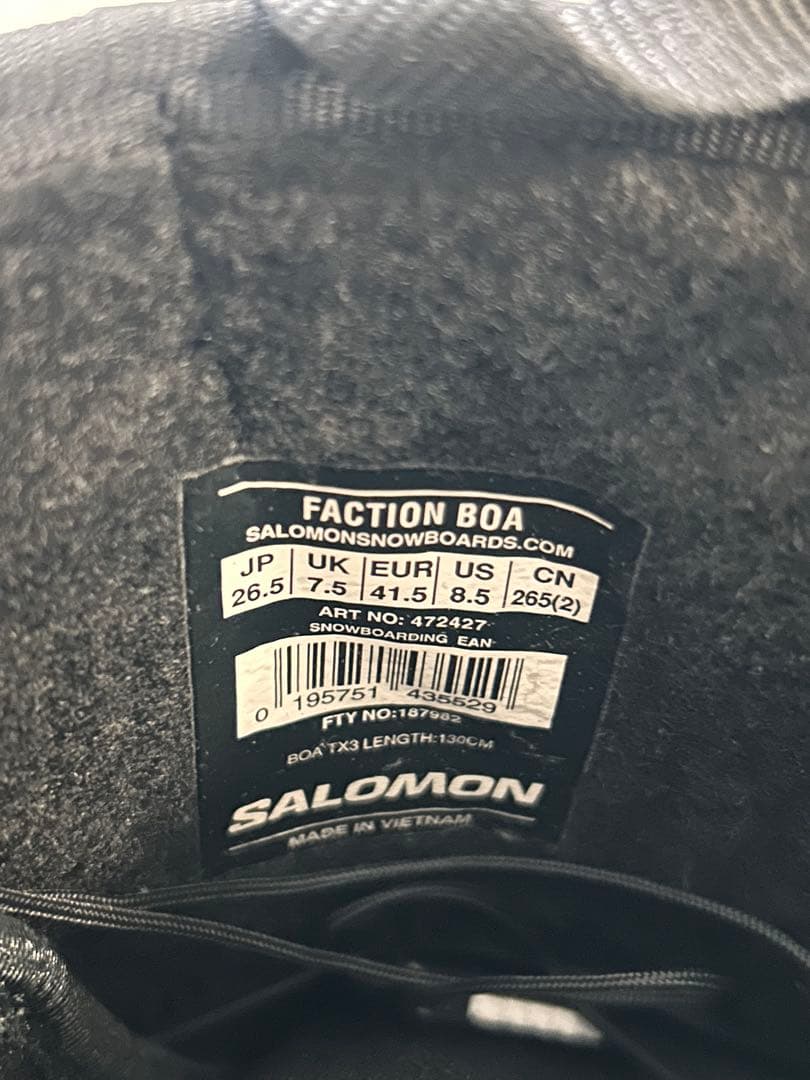 FACTION BOA
SALOMONSNOWBOARDS.COM
JP UK EUR US CN
26.5 7.5 41.5 8.5 265(2)
ART NO: 472427
SNOWBOARDING EAN
0 195751 435529
FTY NO:187982
BOA TX3 LENGTH:130CM
SALOMON
MADE IN VIETNAM